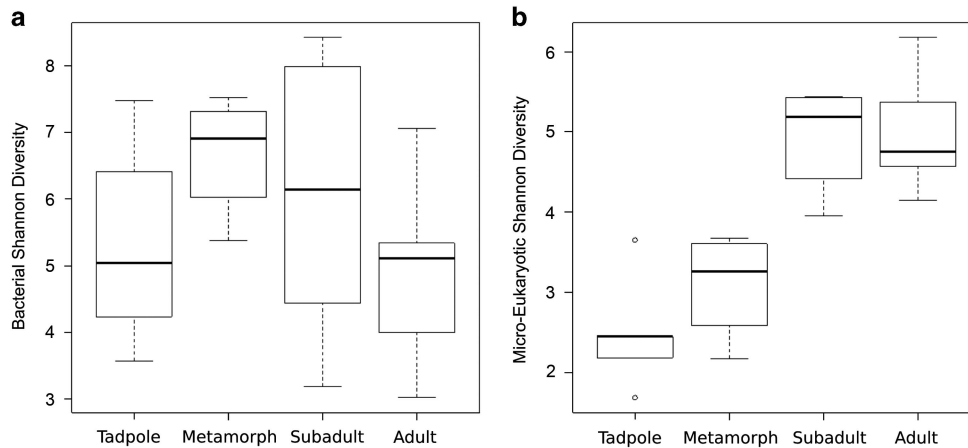 a
Bacterial Shannon Diversity
8
7
6
5
4
3
Tadpole Metamorph Subadult Adult
b
Micro-Eukaryotic Shannon Diversity
6
5
4
3
2
Tadpole Metamorph Subadult Adult